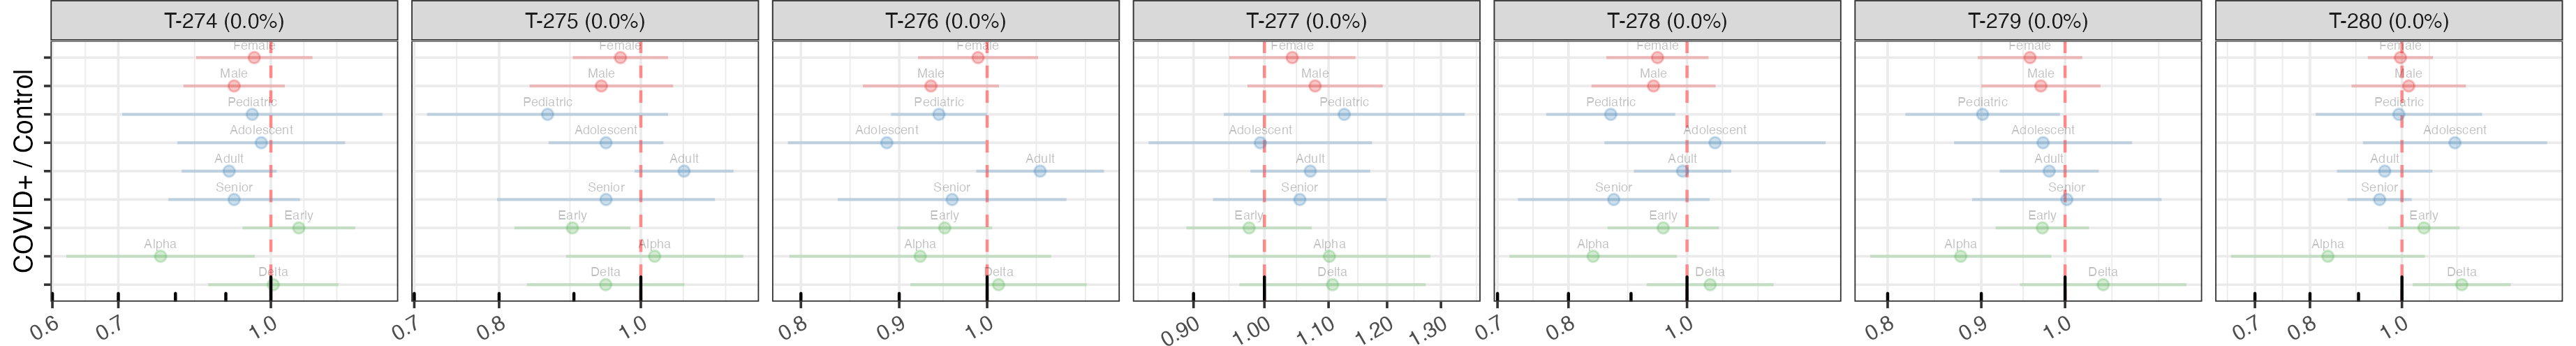 T-274 (0.0%) T-275 (0.0%) T-276 (0.0%) T-277 (0.0%) T-278 (0.0%) T-279 (0.0%) T-280 (0.0%)
COVID+ / Control
Female Female Female Female Female Female Female
Male Male Male Male Male Male Male
Pediatric Pediatric Pediatric Pediatric Pediatric Pediatric Pediatric
Adolescent Adolescent Adolescent Adolescent Adolescent Adolescent Adolescent
Adult Adult Adult Adult Adult Adult Adult
Senior Senior Senior Senior Senior Senior Senior
Early Early Early Early Early Early Early
Alpha Alpha Alpha Alpha Alpha Alpha Alpha
Delta Delta Delta Delta Delta Delta Delta
0.6 0.7 1.0 0.7 0.8 1.0 0.8 0.9 1.0 0.90 1.00 1.10 1.20 1.30 0.7 0.8 1.0 0.8 0.9 1.0 0.7 0.8 1.0